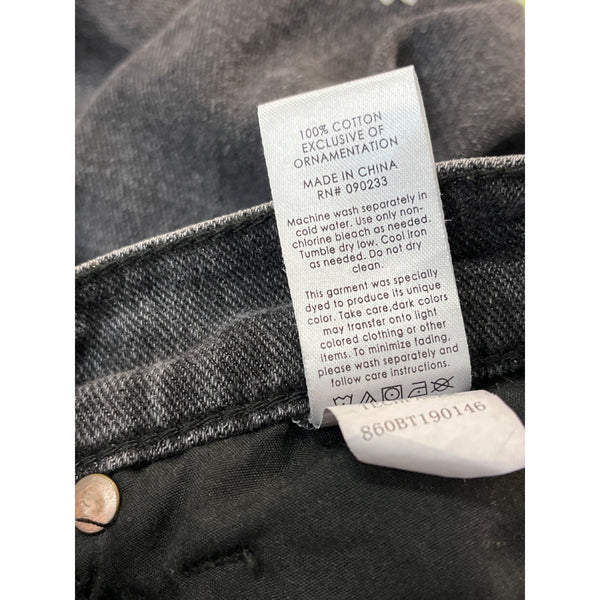 100% COTTON
EXCLUSIVE OF
ORNAMENTATION
MADE IN CHINA
RN# 090233
Machine wash separately in
cold water. Use only non-
chlorine bleach as needed.
Tumble dry low. Cool iron
as needed. Do not dry
clean.
This garment was specially
dyed to produce its unique
color. Take care,dark colors
may transfer onto light
colored clothing or other
items. To minimize fading,
please wash separately and
follow care instructions.
860BT190146